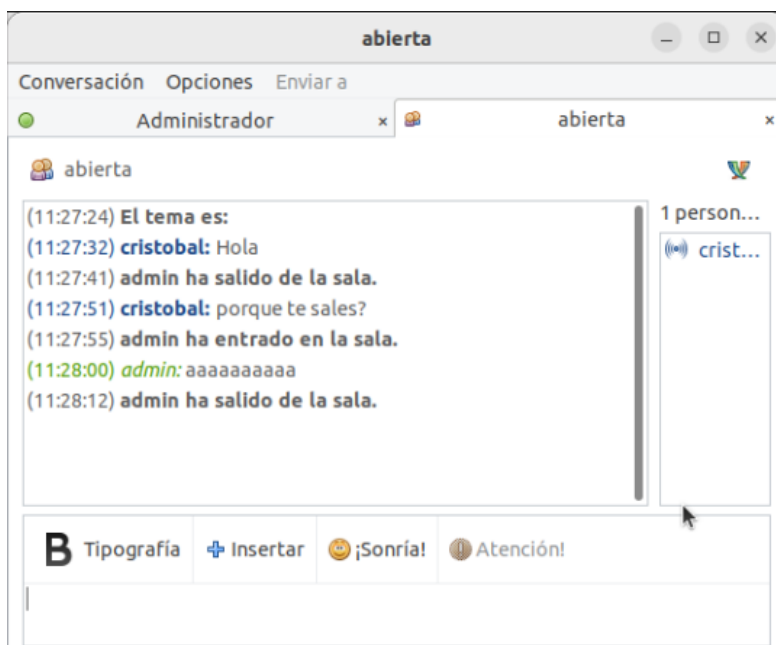 abierta
Conversación Opciones Enviar a
Administrador × abierta ×
abierta
1 person...
crist...
(11:27:24) El tema es:
(11:27:32) cristobal: Hola
(11:27:41) admin ha salido de la sala.
(11:27:51) cristobal: porque te sales?
(11:27:55) admin ha entrado en la sala.
(11:28:00) admin: aaaaaaaaaa
(11:28:12) admin ha salido de la sala.
B Tipografía Insertar ¡Sonría! Atención!